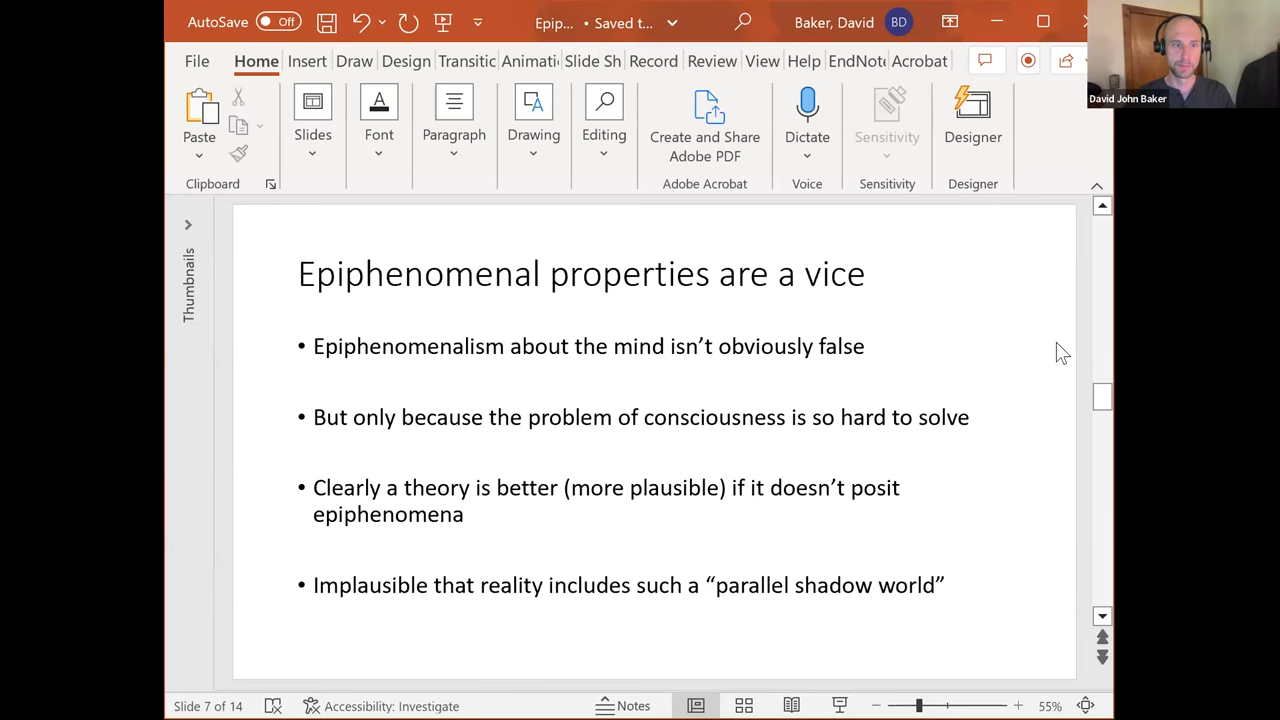 AutoSave Off Epip... • Saved t... Baker, David BD
File Home Insert Draw Design Transitic Animati Slide Sh Record Review View Help EndNote Acrobat
Paste Slides Font Paragraph Drawing Editing Create and Share Dictate Sensitivity Designer
Adobe PDF
Clipboard Adobe Acrobat Voice Sensitivity Designer
David John Baker
Thumbnails
Epiphenomenal properties are a vice
• Epiphenomenalism about the mind isn’t obviously false
• But only because the problem of consciousness is so hard to solve
• Clearly a theory is better (more plausible) if it doesn’t posit
epiphenomena
• Implausible that reality includes such a “parallel shadow world”
Slide 7 of 14 Accessibility: Investigate Notes 55%